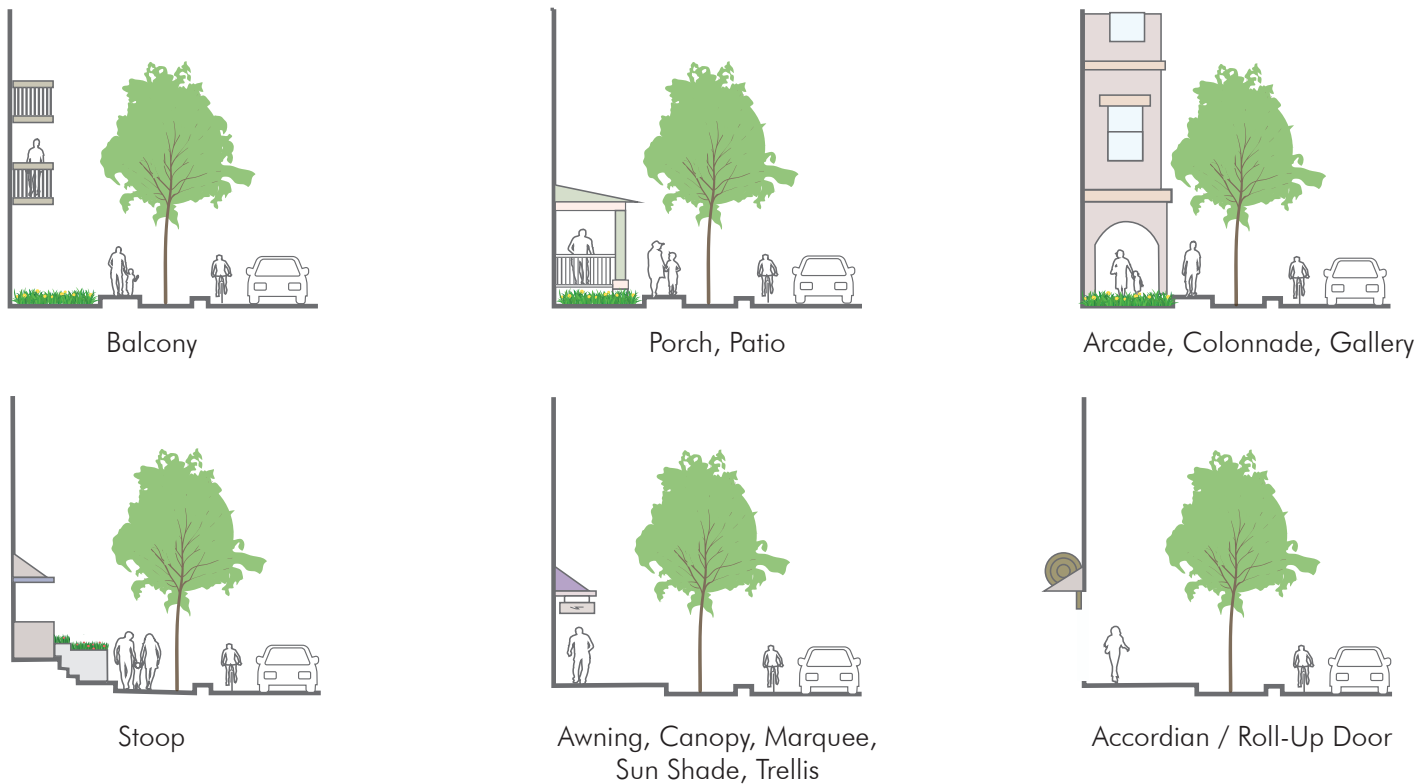 Balcony
Porch, Patio
Arcade, Colonnade, Gallery
Stoop
Awning, Canopy, Marquee,
Sun Shade, Trellis
Accordian / Roll-Up Door